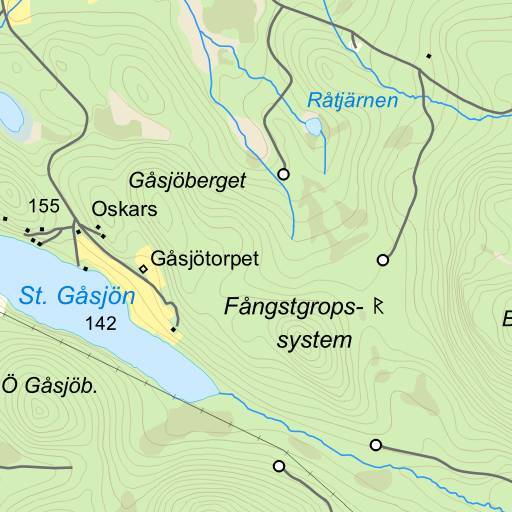 Råtjärnen
Gåsjöberget
155
Oskars
Gåsjötorpet
St. Gåsjön
142
Fångstgrops-
system
Ö Gåsjöb.